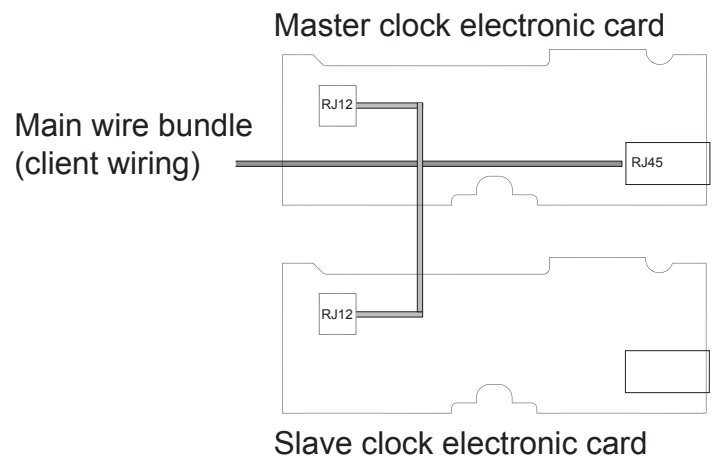 Master clock electronic card
RJ12
Main wire bundle
(client wiring)
RJ45
RJ12
Slave clock electronic card